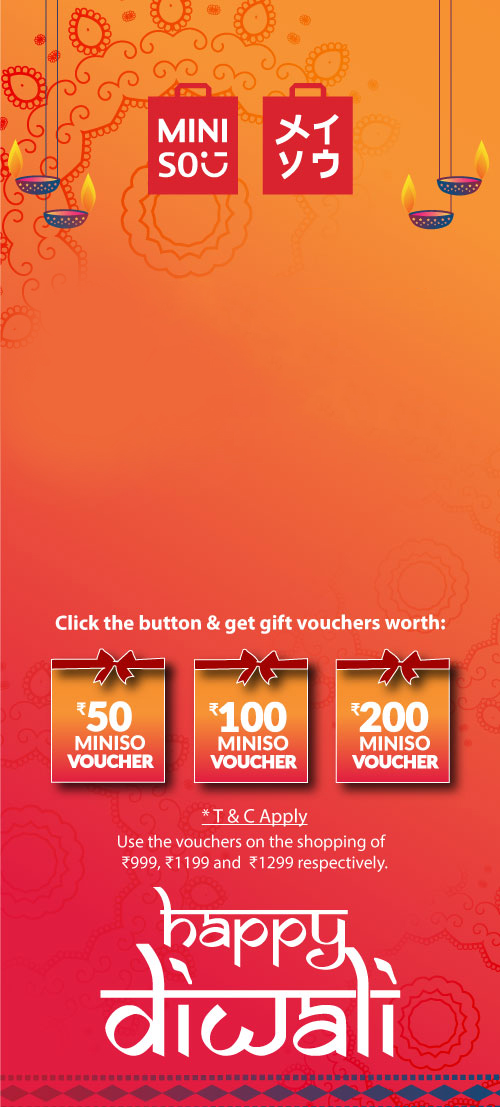 MINI
SO
メイ
ソウ
Click the button & get gift vouchers worth:
₹50
MINISO
VOUCHER
₹100
MINISO
VOUCHER
₹200
MINISO
VOUCHER
* T & C Apply
Use the vouchers on the shopping of
₹999, ₹1199 and ₹1299 respectively.
happy
diwali